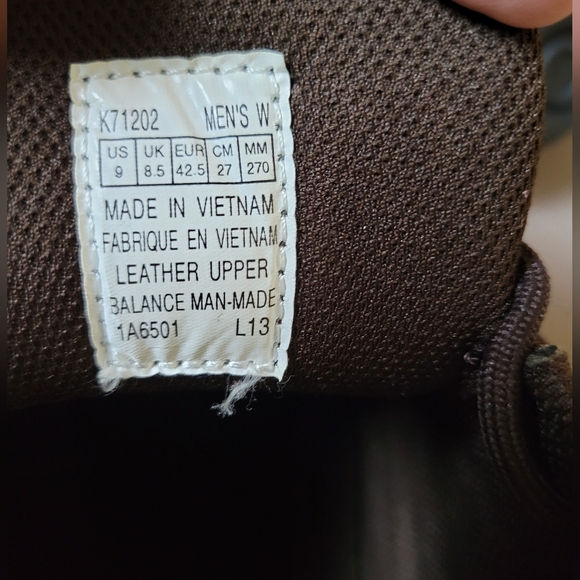 K71202 MEN'S W
US UK EUR CM MM
9 8.5 42.5 27 270
MADE IN VIETNAM
FABRIQUE EN VIETNAM
LEATHER UPPER
BALANCE MAN-MADE
1A6501 L13